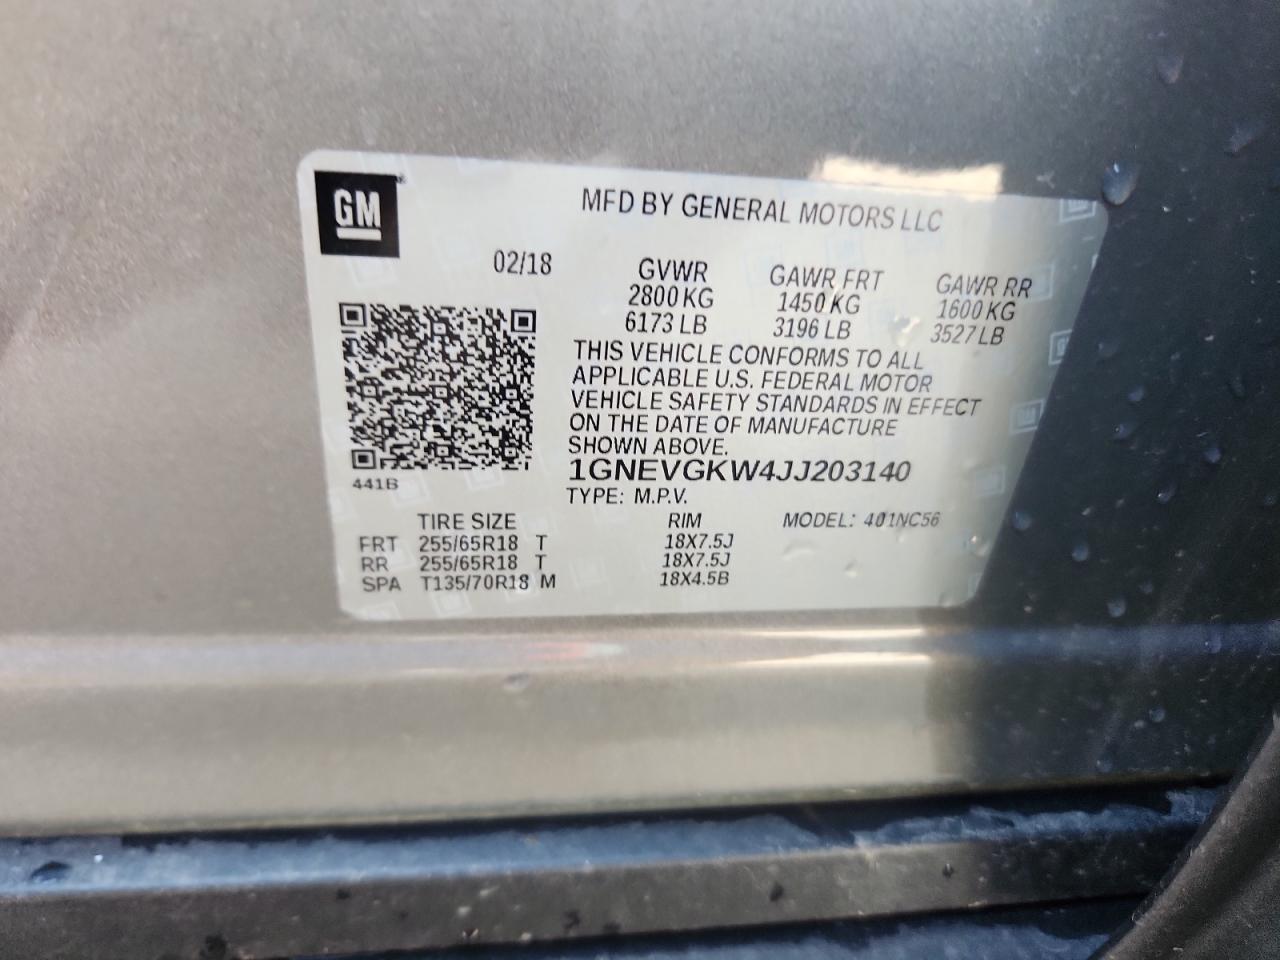 GM
MFD BY GENERAL MOTORS LLC
02/18 GVWR GAWR FRT GAWR RR
2800 KG 1450 KG 1600 KG
6173 LB 3196 LB 3527 LB
THIS VEHICLE CONFORMS TO ALL
APPLICABLE U.S. FEDERAL MOTOR
VEHICLE SAFETY STANDARDS IN EFFECT
ON THE DATE OF MANUFACTURE
SHOWN ABOVE.
1GNEVGKW4JJ203140
441B
TYPE: M.P.V.
TIRE SIZE RIM MODEL: 401NC56
FRT 255/65R18 T 18X7.5J
RR 255/65R18 T 18X7.5J
SPA T135/70R18 M 18X4.5B